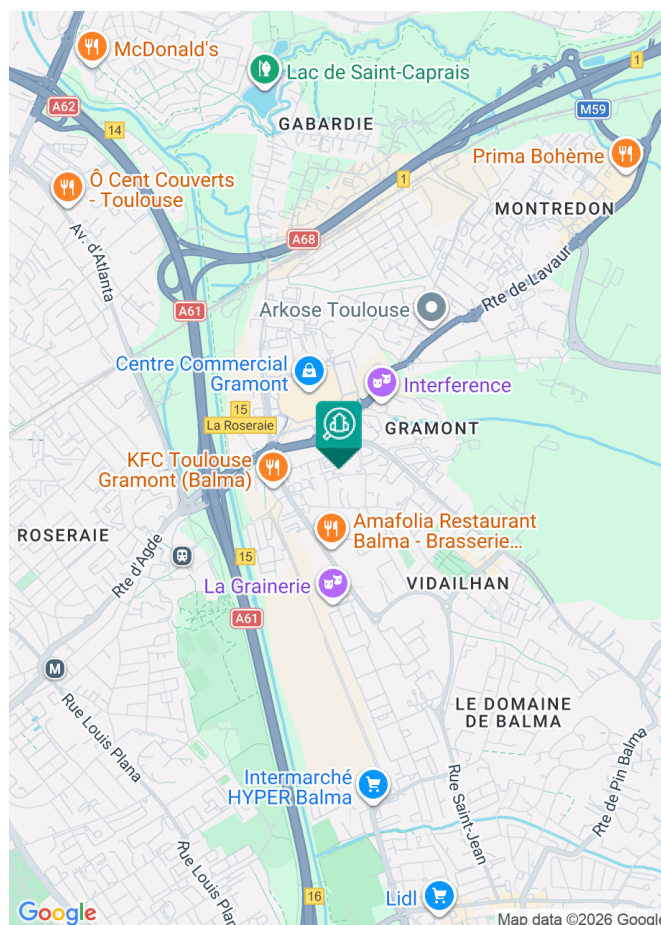 McDonald's
Lac de Saint-Caprais
1
A62
M59
14
GABARDIE
Prima Bohème
Ô Cent Couverts
- Toulouse
1
MONTREDON
Av. d'Atlanta
A68
Rte de Lavaur
A61
Arkose Toulouse
Centre Commercial
Gramont
Interference
15
La Roseraie
GRAMONT
KFC Toulouse
Gramont (Balma)
ROSERAIE
Amafolia Restaurant
Balma - Brasserie...
Rte d'Agde
15
La Grainerie
VIDAILHAN
A61
M
LE DOMAINE
DE BALMA
Rue Louis Plana
Intermarché
HYPER Balma
Rue Saint-Jean
Rte de Pin Balma
Rue Louis Plan
16
Lidl
Google
Map data ©2026 Google